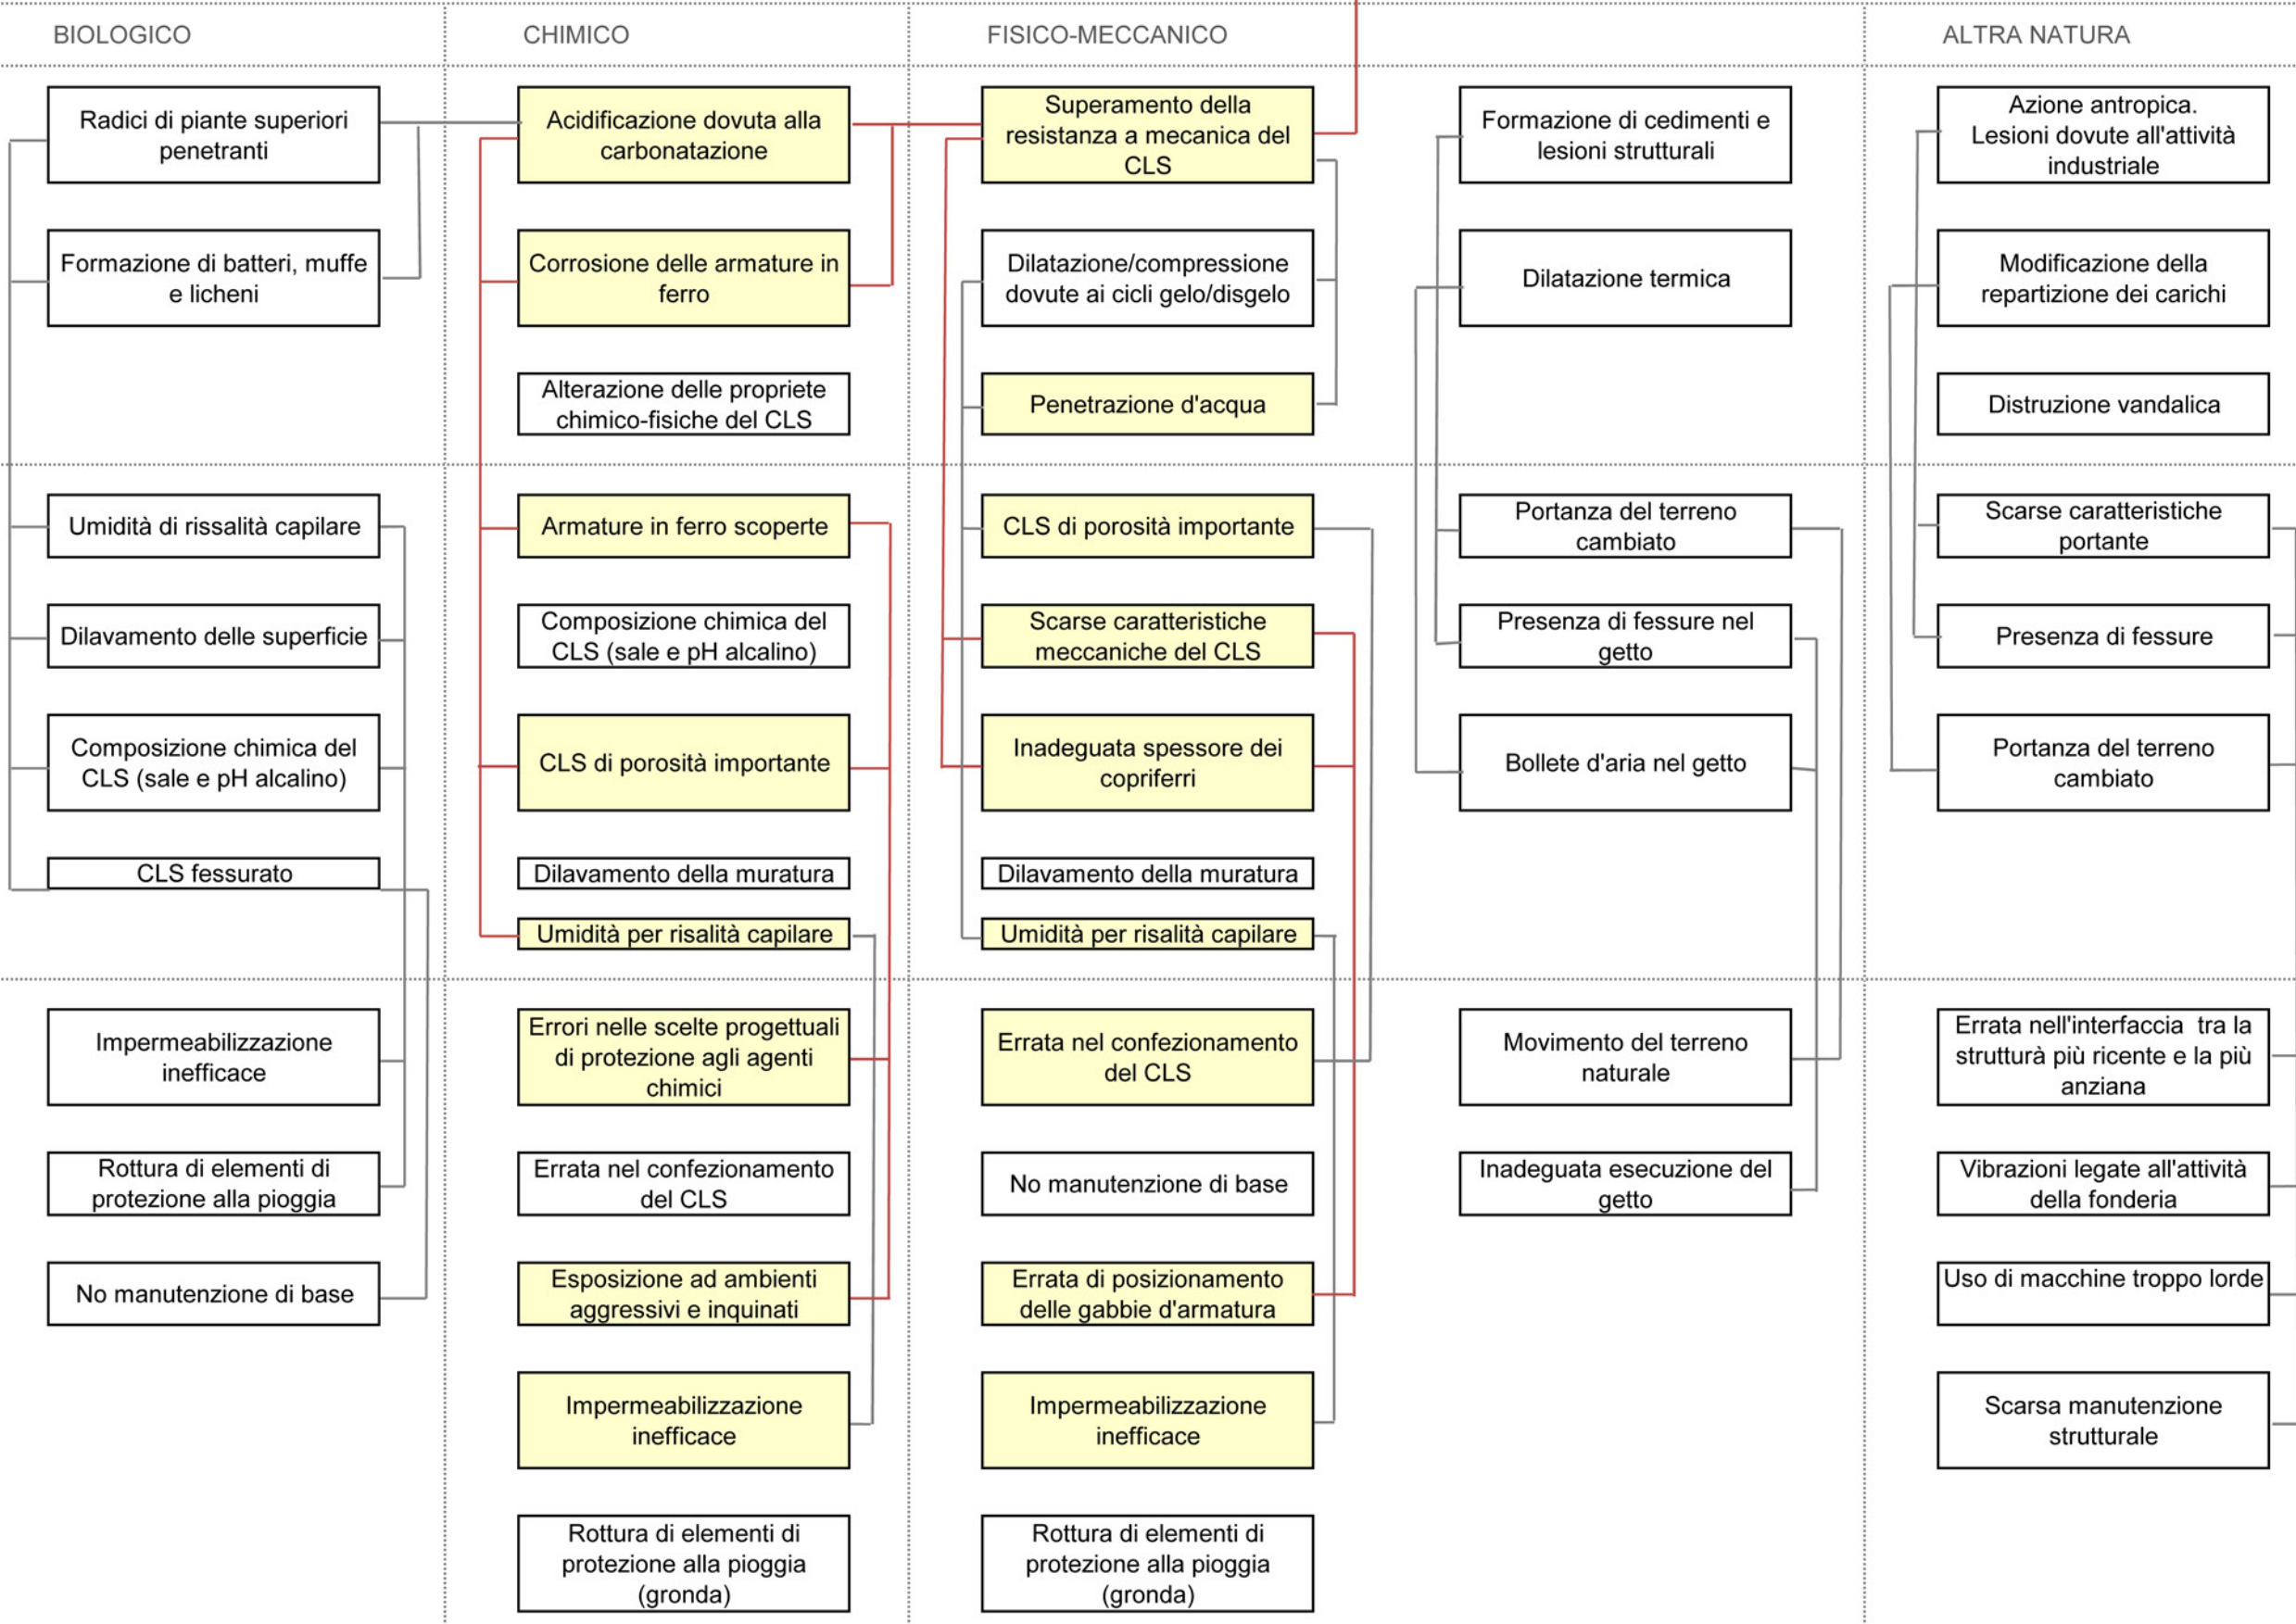 BIOLOGICO
CHIMICO
FISICO-MECCANICO
ALTRA NATURA
Radici di piante superiori
penetranti
Acidificazione dovuta alla
carbonatazione
Superamento della
resistanza a mecanica del
CLS
Formazione di cedimenti e
lesioni strutturali
Azione antropica.
Lesioni dovute all'attività
industriale
Formazione di batteri, muffe
e licheni
Corrosione delle armature in
ferro
Dilatazione/compressione
dovute ai cicli gelo/disgelo
Dilatazione termica
Modificazione della
repartizione dei carichi
Alterazione delle propriete
chimico-fisiche del CLS
Penetrazione d'acqua
Distruzione vandalica
Umidità di rissalità capilare
Armature in ferro scoperte
CLS di porosità importante
Portanza del terreno
cambiato
Scarse caratteristiche
portante
Dilavamento delle superficie
Composizione chimica del
CLS (sale e pH alcalino)
Scarse caratteristiche
meccaniche del CLS
Presenza di fessure nel
getto
Presenza di fessure
Composizione chimica del
CLS (sale e pH alcalino)
CLS di porosità importante
Inadeguata spessore dei
copriferri
Bollete d'aria nel getto
Portanza del terreno
cambiato
CLS fessurato
Dilavamento della muratura
Dilavamento della muratura
Umidità per risalità capilare
Umidità per risalità capilare
Impermeabilizzazione
inefficace
Errori nelle scelte progettuali
di protezione agli agenti
chimici
Errata nel confezionamento
del CLS
Movimento del terreno
naturale
Errata nell'interfaccia tra la
strutturà più ricente e la più
anziana
Rottura di elementi di
protezione alla pioggia
Errata nel confezionamento
del CLS
No manutenzione di base
Inadeguata esecuzione del
getto
Vibrazioni legate all'attività
della fonderia
No manutenzione di base
Esposizione ad ambienti
aggressivi e inquinati
Errata di posizionamento
delle gabbie d'armatura
Uso di macchine troppo lorde
Impermeabilizzazione
inefficace
Impermeabilizzazione
inefficace
Scarsa manutenzione
strutturale
Rottura di elementi di
protezione alla pioggia
(gronda)
Rottura di elementi di
protezione alla pioggia
(gronda)